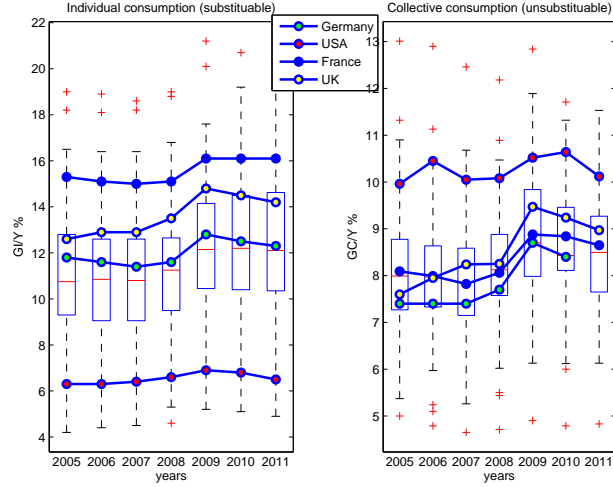 Individual consumption (substituable)
Collective consumption (unsubstituable)
Germany
USA
France
UK
GI/Y %
22
20
18
16
14
12
10
8
6
4
2005 2006 2007 2008 2009 2010 2011
years
GC/Y %
13
12
11
10
9
8
7
6
5
2005 2006 2007 2008 2009 2010 2011
years